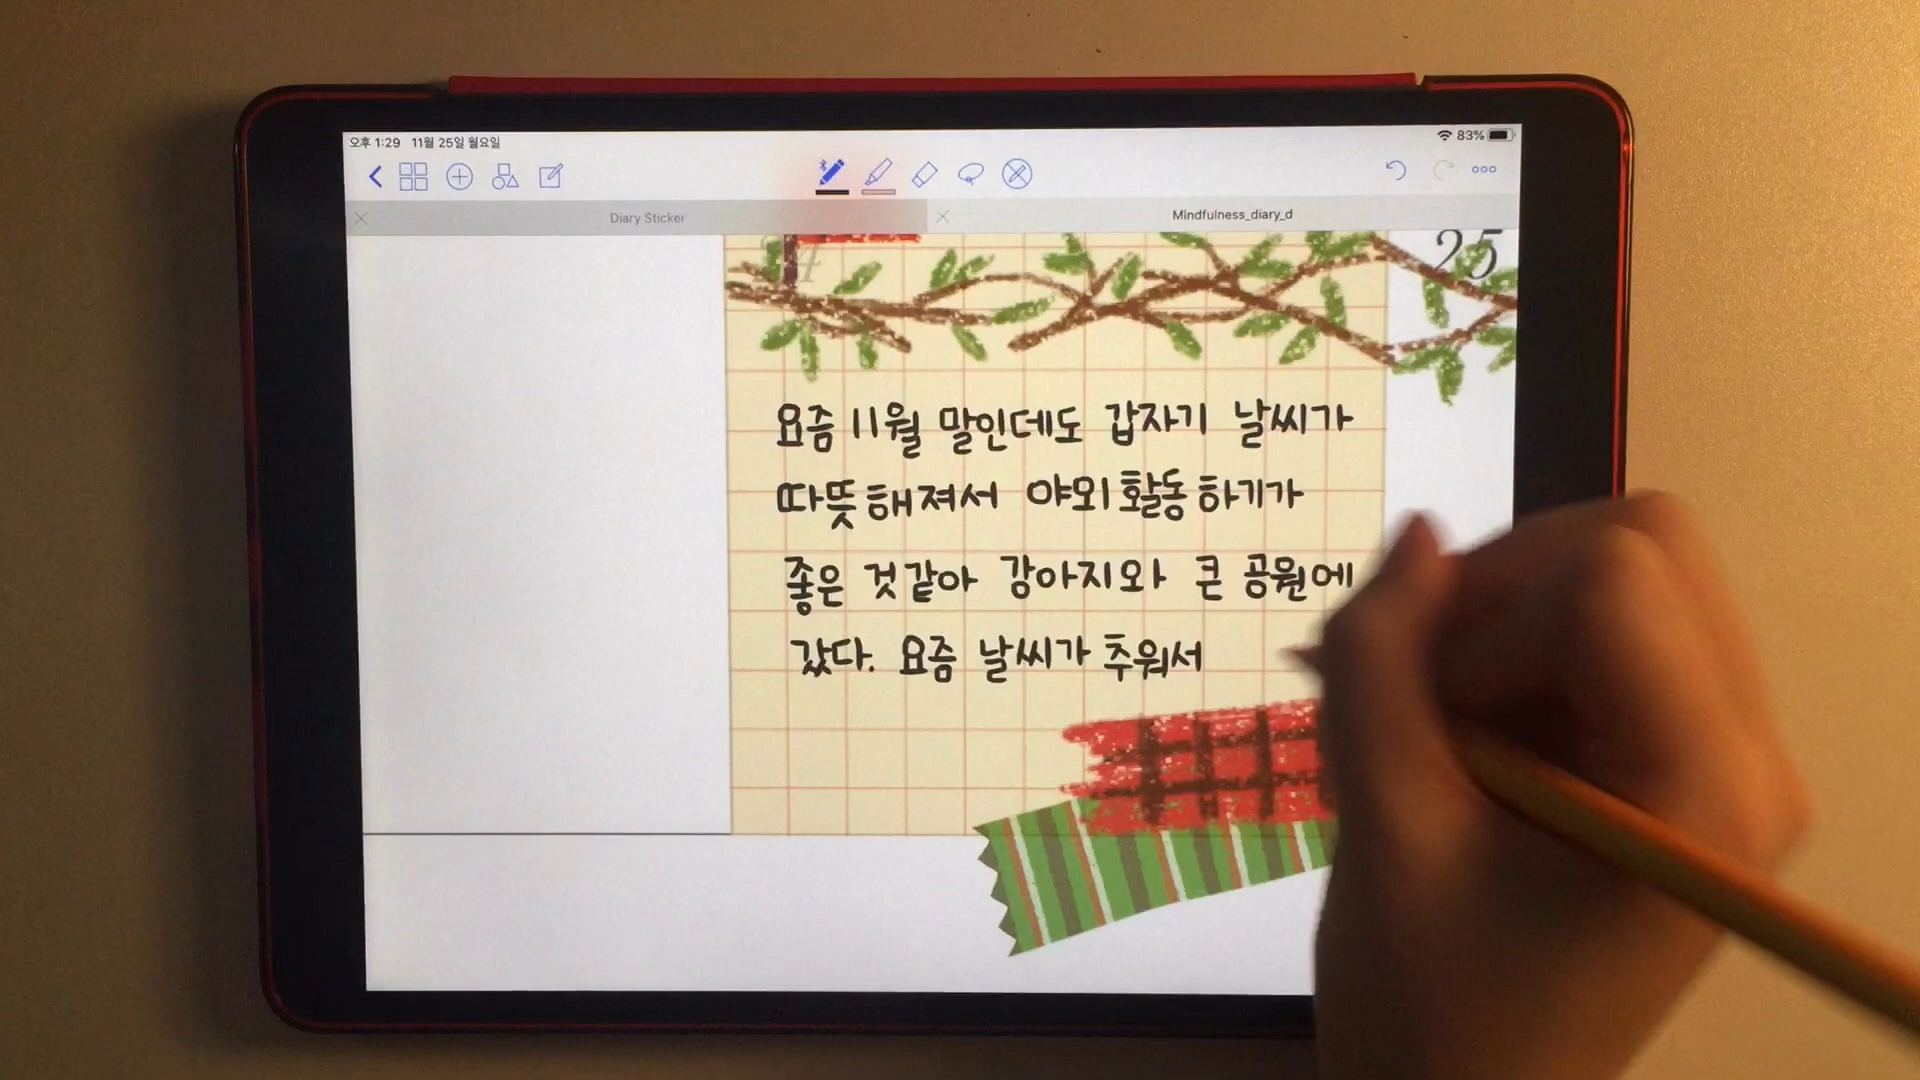 오후 1:29 11월 25일 월요일
83%
Diary Sticker
Mindfulness_diary_d
4
25
요즘 11월 말인데도 갑자기 날씨가
따뜻해져서 야외활동하기가
좋은 것같아 강아지와 큰 공원에
갔다. 요즘 날씨가 추워서